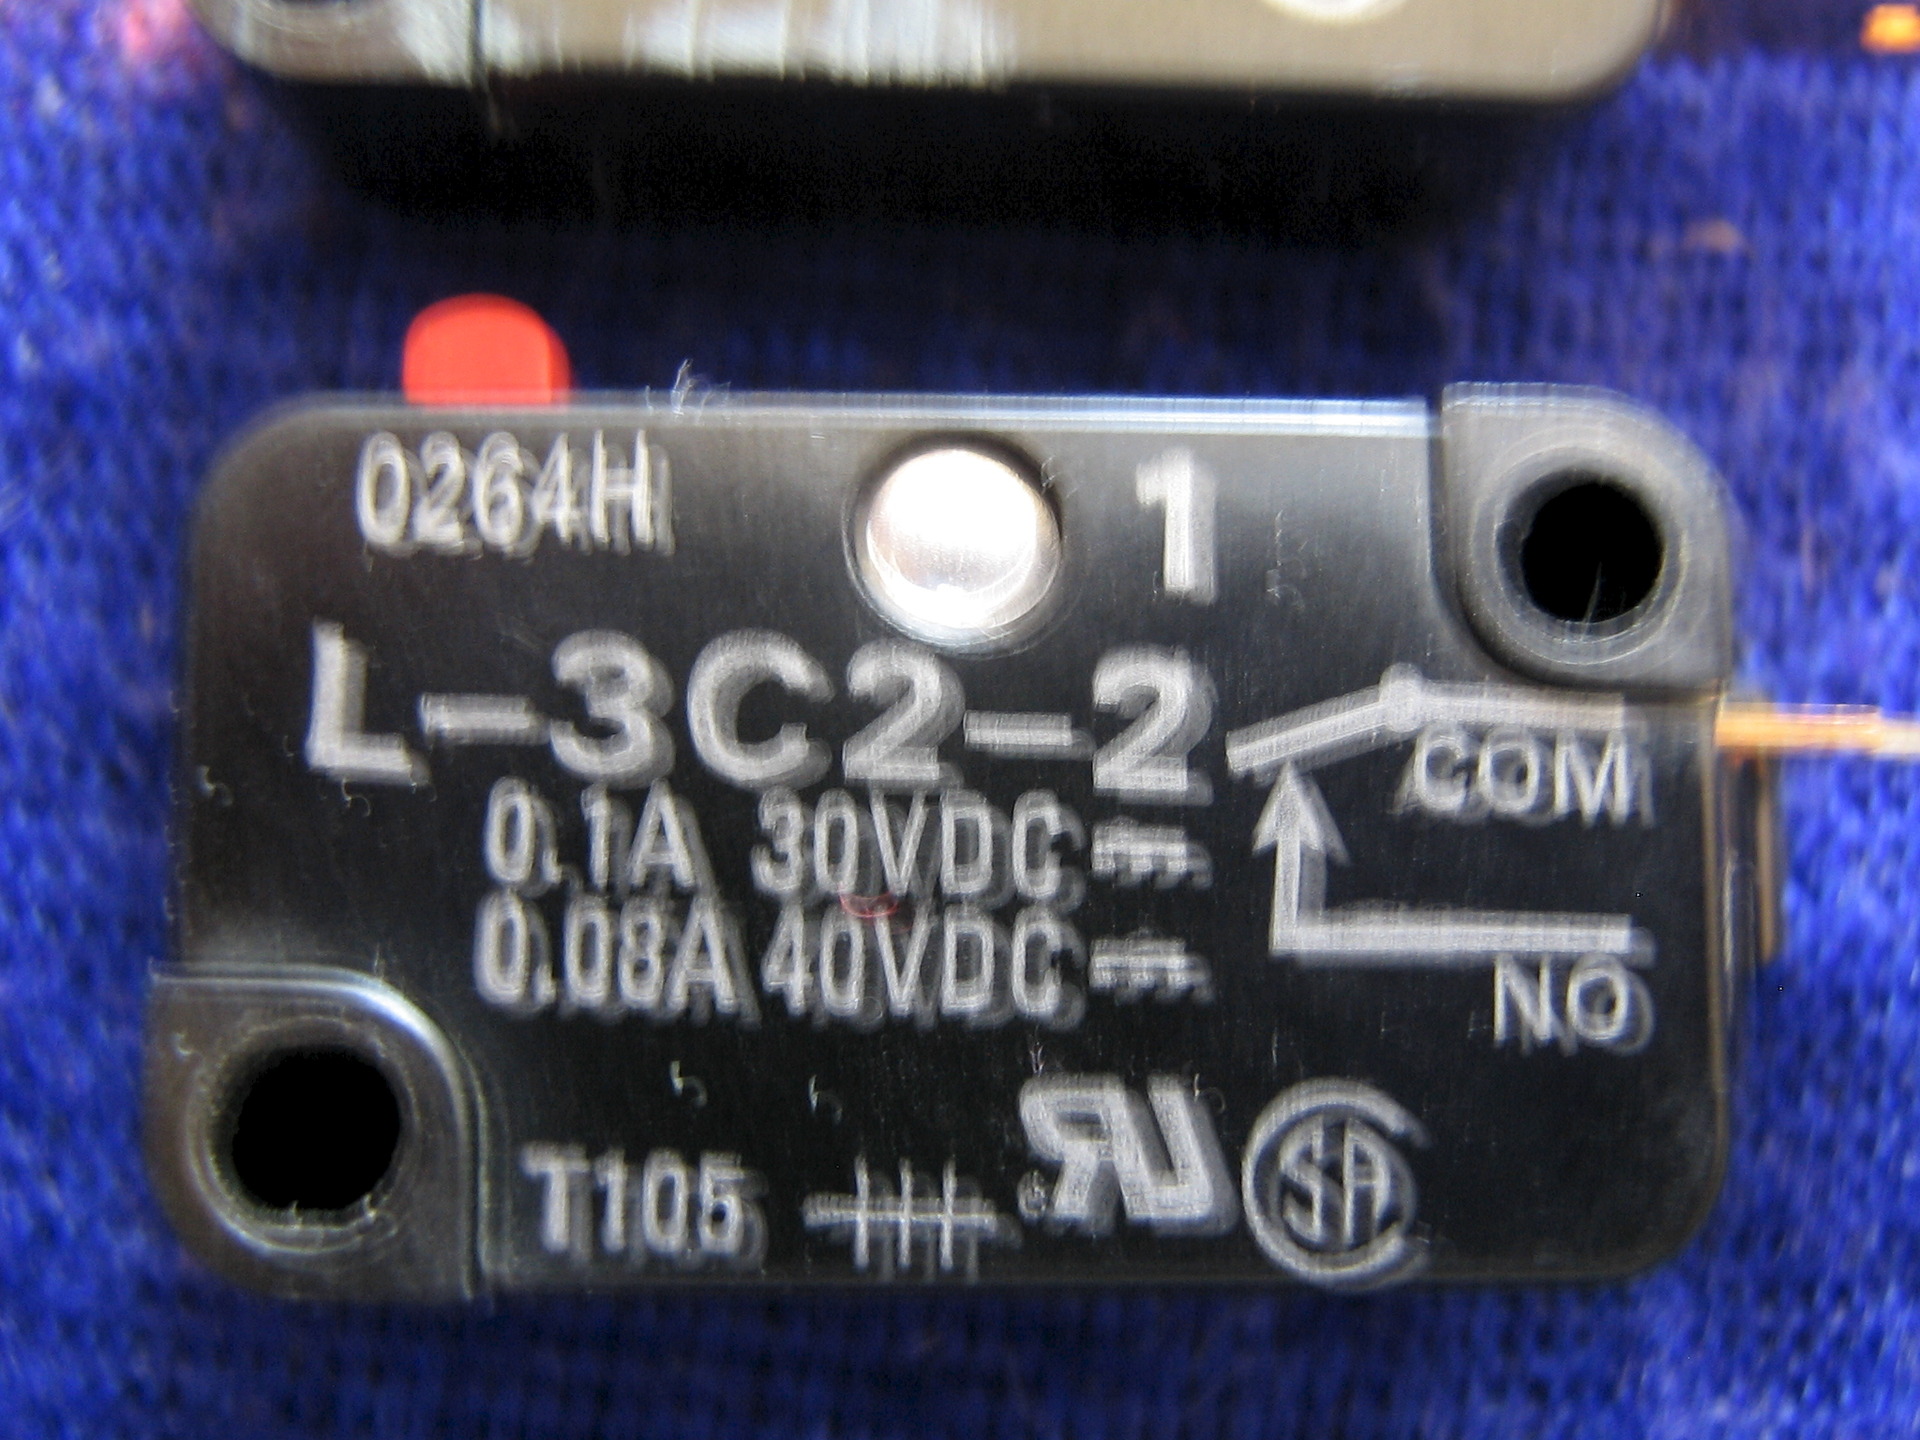 0264H 1
L-3C2-2
COM
0.1A 30VDC
0.08A 40VDC
NO
T105